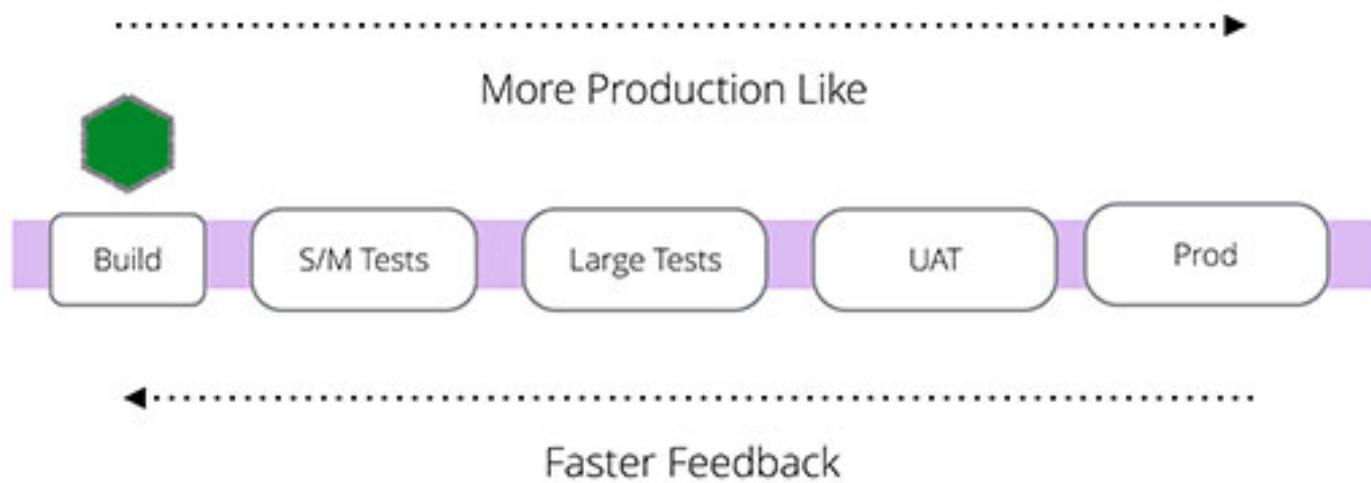 More Production Like
Build
S/M Tests
Large Tests
UAT
Prod
Faster Feedback